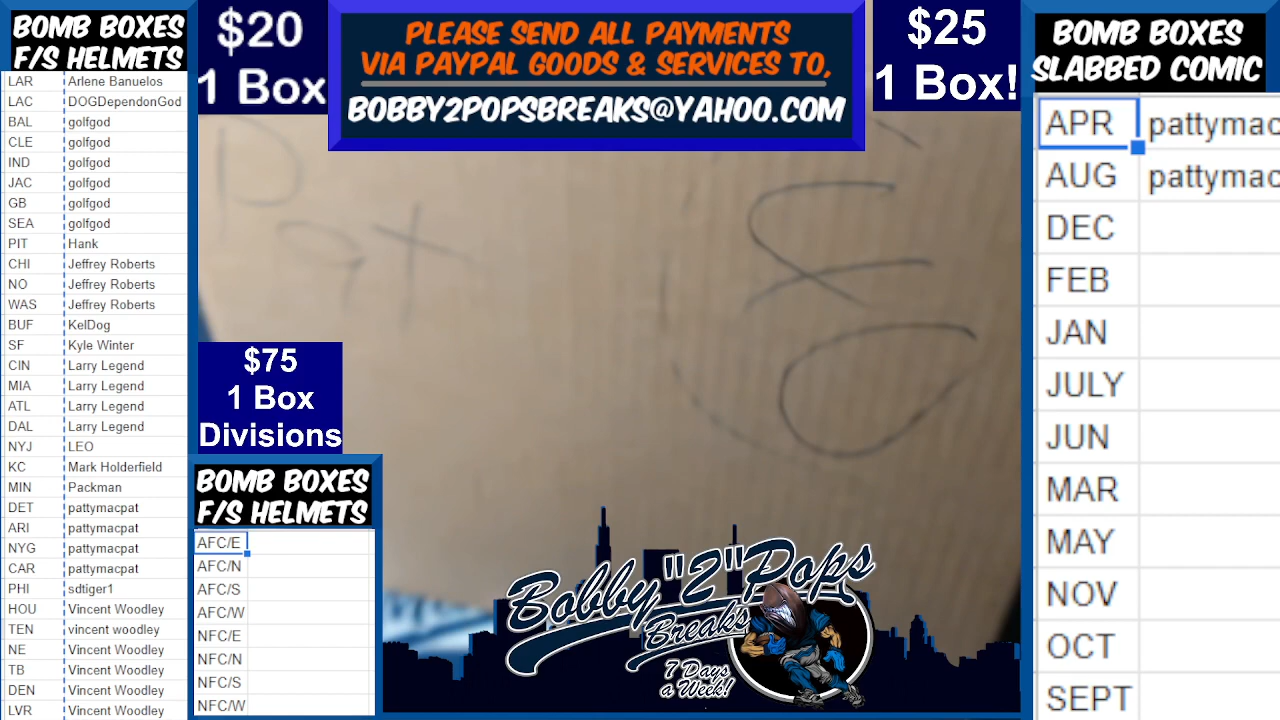 BOMB BOXES
F/S HELMETS
LAR Arlene Banuelos
LAC DOGDependonGod
BAL golfgod
CLE golfgod
IND golfgod
JAC golfgod
GB golfgod
SEA golfgod
PIT Hank
CHI Jeffrey Roberts
NO Jeffrey Roberts
WAS Jeffrey Roberts
BUF KelDog
SF Kyle Winter
CIN Larry Legend
MIA Larry Legend
ATL Larry Legend
DAL Larry Legend
NYJ LEO
KC Mark Holderfield
MIN Packman
DET pattymacpat
ARI pattymacpat
NYG pattymacpat
CAR pattymacpat
PHI sdtiger1
HOU Vincent Woodley
TEN vincent woodley
NE Vincent Woodley
TB Vincent Woodley
DEN Vincent Woodley
LVR Vincent Woodley
$20
1 Box
PLEASE SEND ALL PAYMENTS
VIA PAYPAL GOODS & SERVICES TO,
BOBBY2POPSBREAKS@YAHOO.COM
$25
1 Box!
Pat
$75
1 Box
Divisions
BOMB BOXES
F/S HELMETS
AFC/E
AFC/N
AFC/S
AFC/W
NFC/E
NFC/N
NFC/S
NFC/W
Bobby "2" Pops
Breaks
7 Days
a Week!
BOMB BOXES
SLABBED COMIC
APR pattymac
AUG pattymac
DEC
FEB
JAN
JULY
JUN
MAR
MAY
NOV
OCT
SEPT